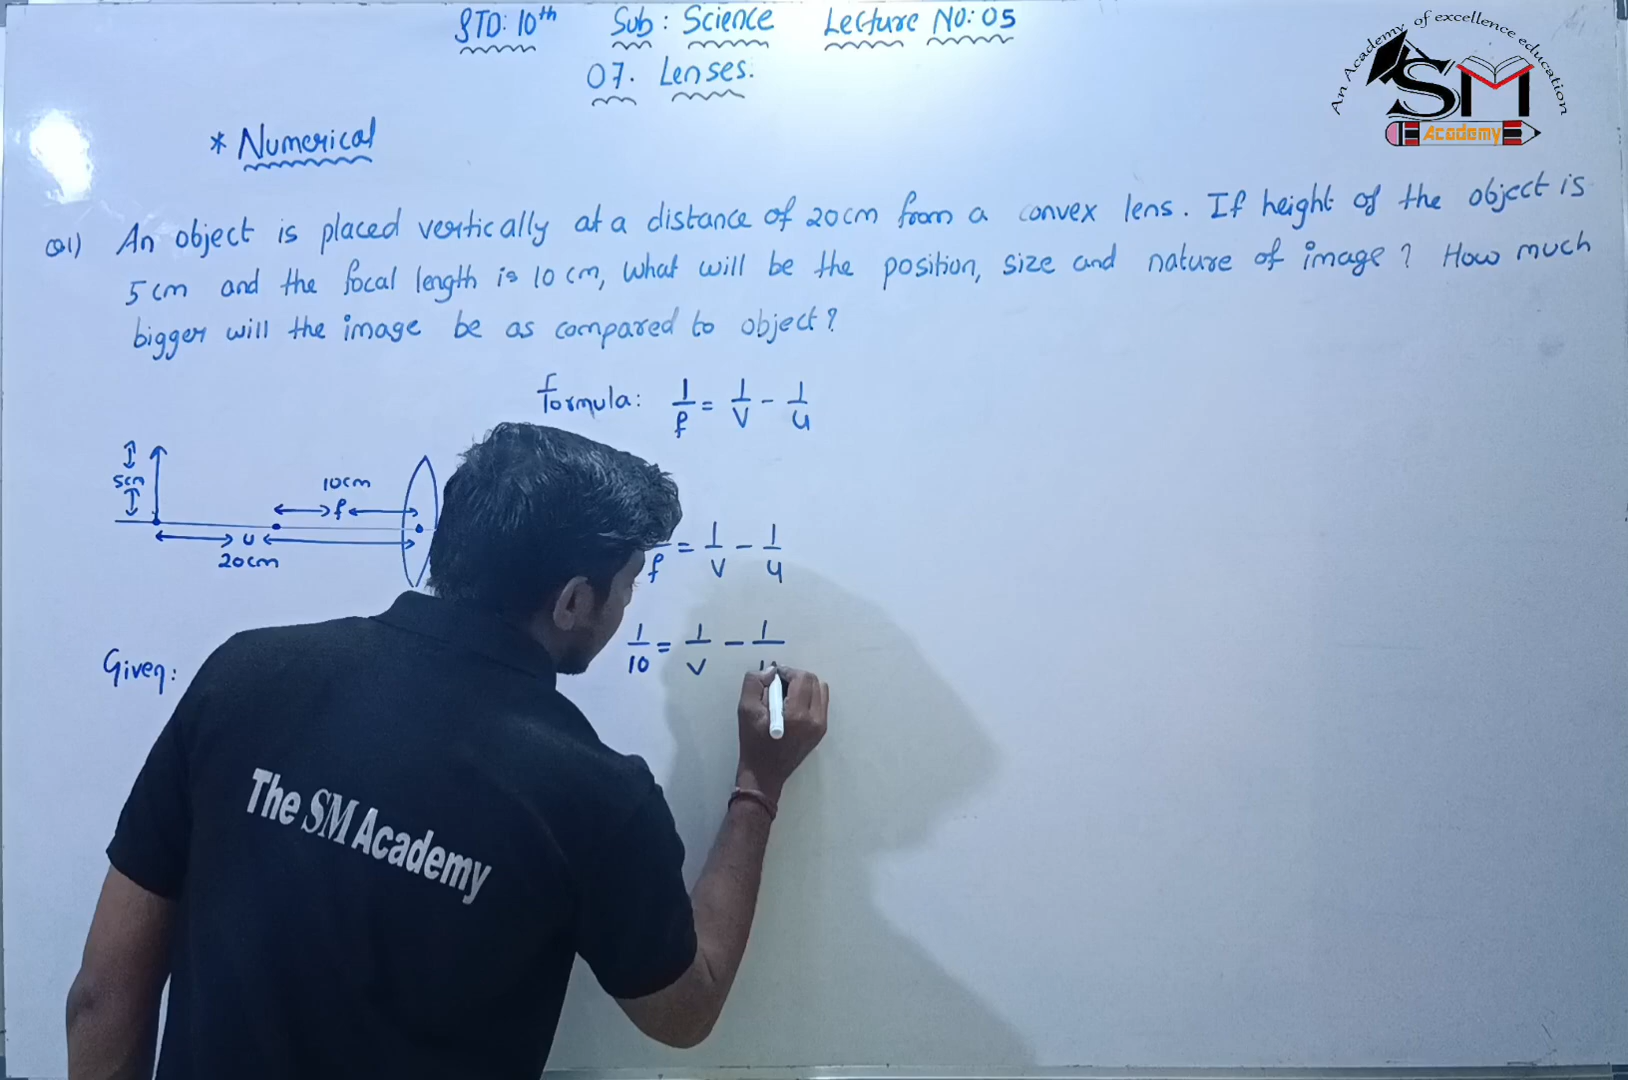 STD: 10th Sub: Science Lecture No: 05
07. Lenses.
An Academy of excellence education
SM
Academy
* Numerical
Q1) An object is placed vertically at a distance of 20cm from a convex lens. If height of the object is
5cm and the focal length is 10 cm, what will be the position, size and nature of image? How much
bigger will the image be as compared to object?
Formula: 1/f = 1/v - 1/u
5cm
10cm
f
u
20cm
f = 1/v - 1/u
Given:
1/10 = 1/v - 1/
The SM Academy